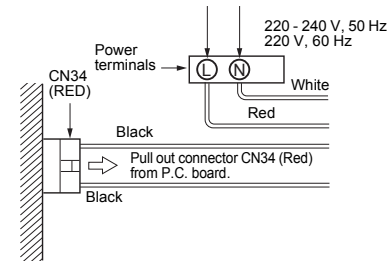 220 - 240 V, 50 Hz
220 V, 60 Hz
Power
terminals
L N
CN34
(RED)
White
Red
Black
Pull out connector CN34 (Red)
from P.C. board.
Black